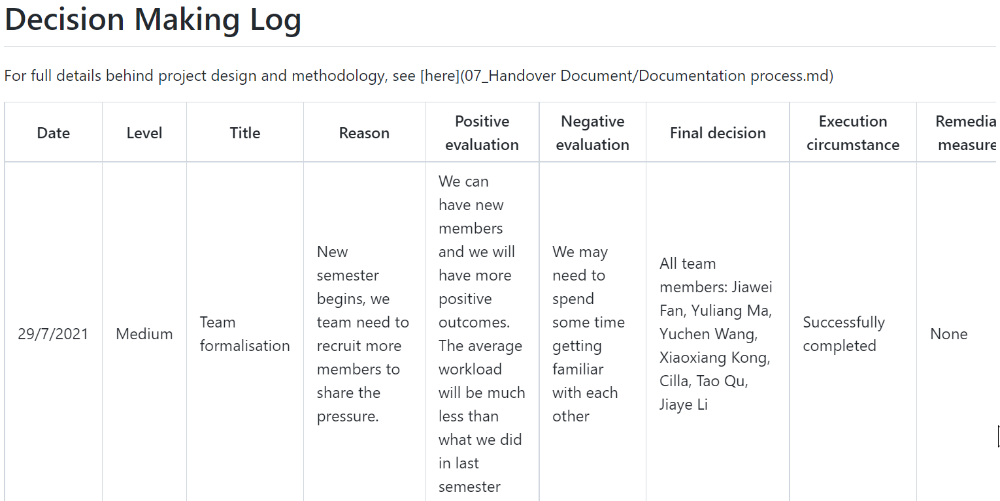 Decision Making Log
For full details behind project design and methodology, see [here](07_Handover Document/Documentation process.md)
Date
Level
Title
Reason
Positive
evaluation
Negative
evaluation
Final decision
Execution
circumstance
Remedia
measure
29/7/2021
Medium
Team
formalisation
New
semester
begins, we
team need to
recruit more
members to
share the
pressure.
We can
have new
members
and we will
have more
positive
outcomes.
The average
workload
will be much
less than
what we did
in last
semester
We may
need to
spend
some time
getting
familiar
with each
other
All team
members: Jiawei
Fan, Yuliang Ma,
Yuchen Wang,
Xiaoxiang Kong,
Cilla, Tao Qu,
Jiaye Li
Successfully
completed
None